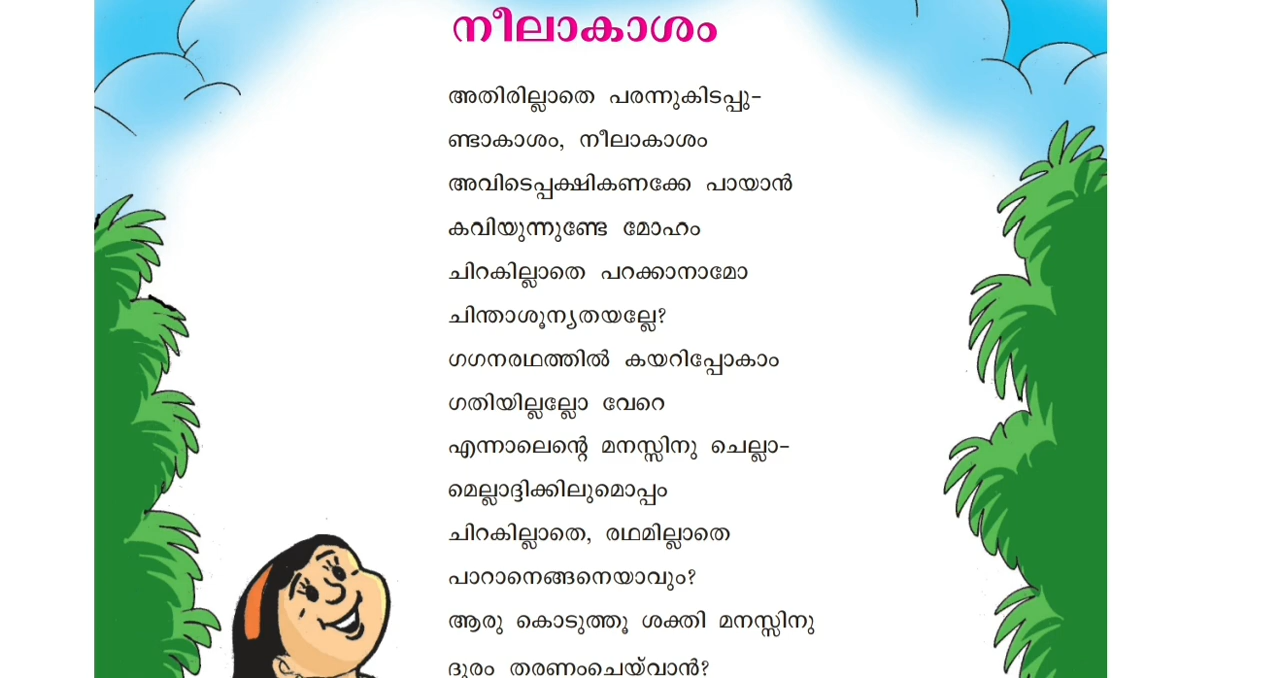 നീലാകാശം
അതിരില്ലാതെ പരന്നുകിടപ്പു-
ണ്ടാകാശം, നീലാകാശം
അവിടെപ്പക്ഷികണക്കേ പായാൻ
കവിയുന്നുണ്ടേ മോഹം
ചിറകില്ലാതെ പറക്കാനാമോ
ചിന്താശൂന്യതയല്ലേ?
ഗഗനരഥത്തിൽ കയറിപ്പോകാം
ഗതിയില്ലല്ലോ വേറെ
എന്നാലെന്റെ മനസ്സിനു ചെല്ലാ-
മെല്ലാദ്ദിക്കിലുമൊപ്പം
ചിറകില്ലാതെ, രഥമില്ലാതെ
പാറാനെങ്ങനെയാവും?
ആരു കൊടുത്തൂ ശക്തി മനസ്സിനു
ദൂരം തരണംചെയ്‌വാൻ?